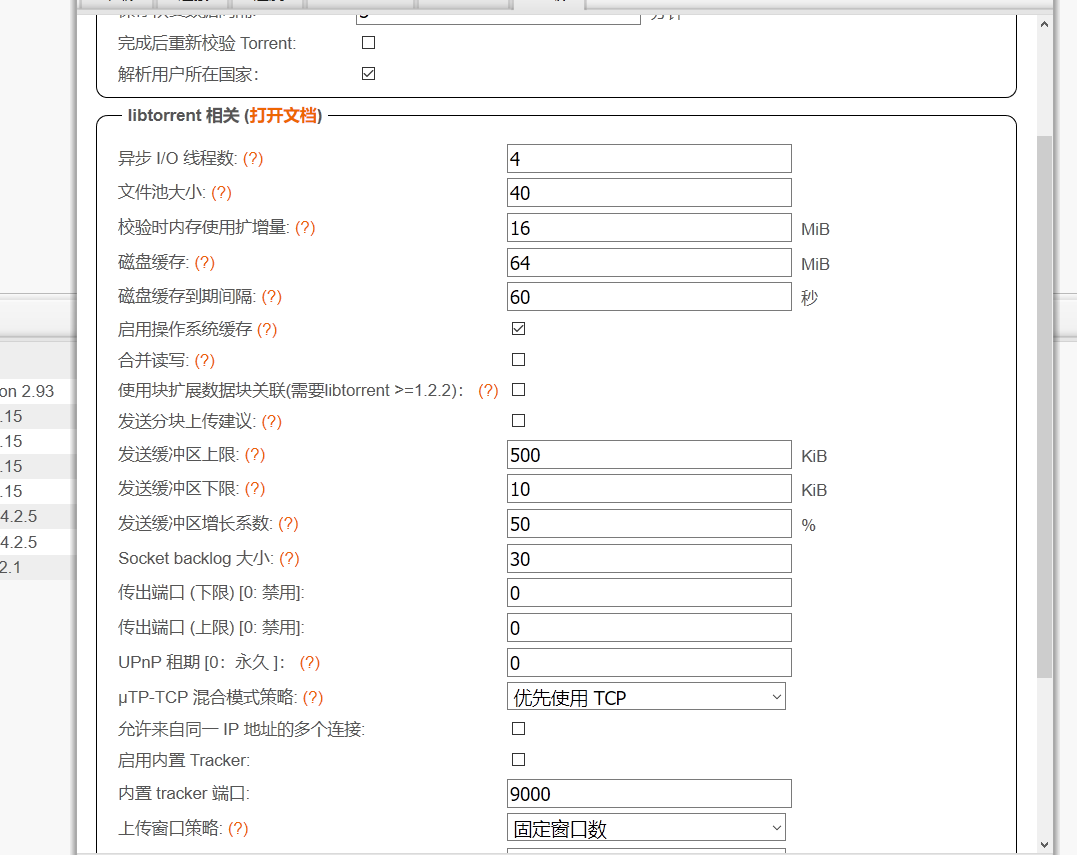 完成后重新校验 Torrent:
解析用户所在国家:
libtorrent 相关 (打开文档)
异步 I/O 线程数: (?) 4
文件池大小: (?) 40
校验时内存使用扩增量: (?) 16 MiB
磁盘缓存: (?) 64 MiB
磁盘缓存到期间隔: (?) 60 秒
启用操作系统缓存 (?)
合并读写: (?)
使用块扩展数据块关联(需要libtorrent >=1.2.2)： (?)
on 2.93
发送分块上传建议: (?)
.15
.15
发送缓冲区上限: (?) 500 KiB
.15
发送缓冲区下限: (?) 10 KiB
.15
发送缓冲区增长系数: (?) 50 %
4.2.5
4.2.5
Socket backlog 大小: (?) 30
2.1
传出端口 (下限) [0: 禁用]: 0
传出端口 (上限) [0: 禁用]: 0
UPnP 租期 [0：永久 ]： (?) 0
μTP-TCP 混合模式策略: (?) 优先使用 TCP
允许来自同一 IP 地址的多个连接:
启用内置 Tracker:
内置 tracker 端口: 9000
上传窗口策略: (?) 固定窗口数